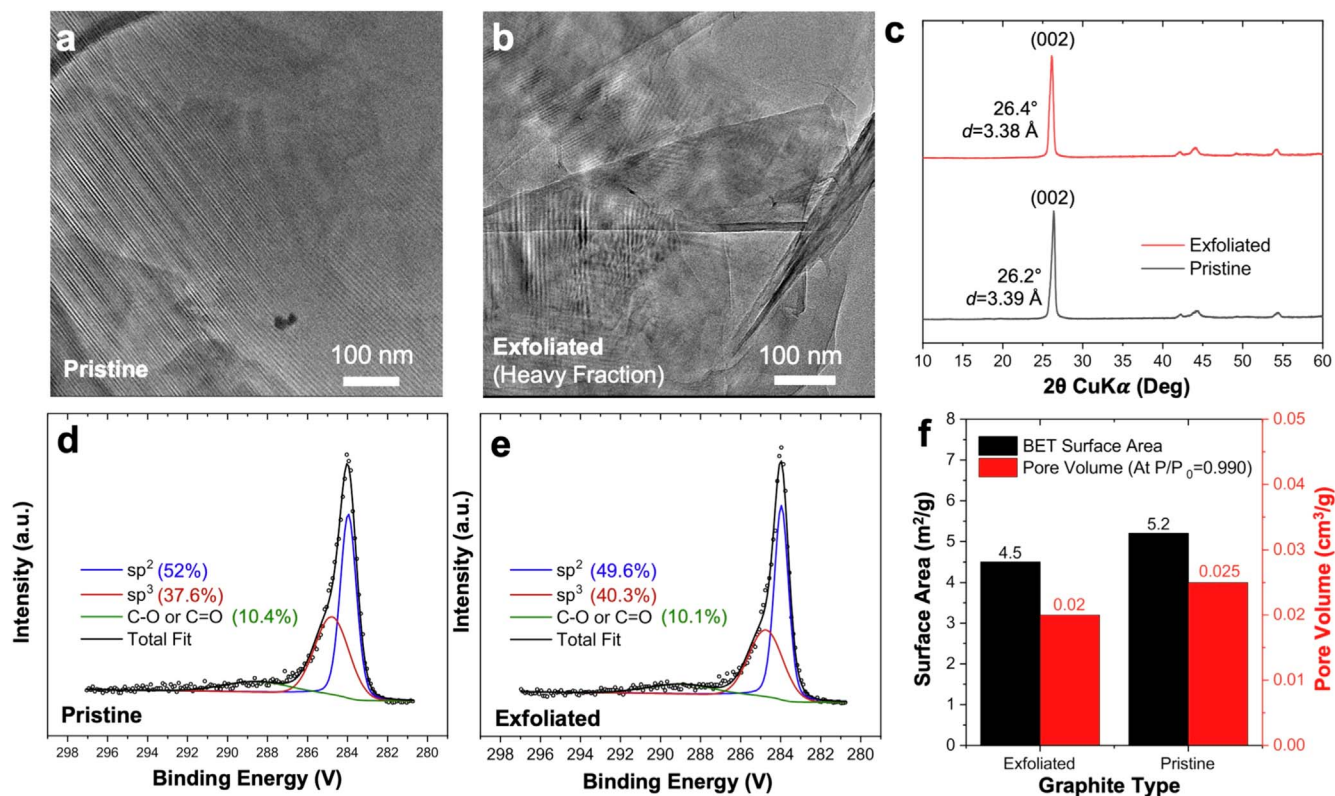 a
Pristine
100 nm
b
Exfoliated
(Heavy Fraction)
100 nm
c
(002)
26.4°
d=3.38 Å
(002)
Exfoliated
Pristine
26.2°
d=3.39 Å
10 15 20 25 30 35 40 45 50 55 60
2θ CuKα (Deg)
d
Intensity (a.u.)
sp² (52%)
sp³ (37.6%)
C-O or C=O (10.4%)
Total Fit
Pristine
298 296 294 292 290 288 286 284 282 280
Binding Energy (V)
e
Intensity (a.u.)
sp² (49.6%)
sp³ (40.3%)
C-O or C=O (10.1%)
Total Fit
Exfoliated
298 296 294 292 290 288 286 284 282 280
Binding Energy (V)
f
BET Surface Area
Pore Volume (At P/P₀=0.990)
Surface Area (m²/g)
8
7
6
5
4
3
2
1
0
4.5
0.02
5.2
0.025
0.05
0.04
0.03
0.02
0.01
0.00
Pore Volume (cm³/g)
Exfoliated Pristine
Graphite Type